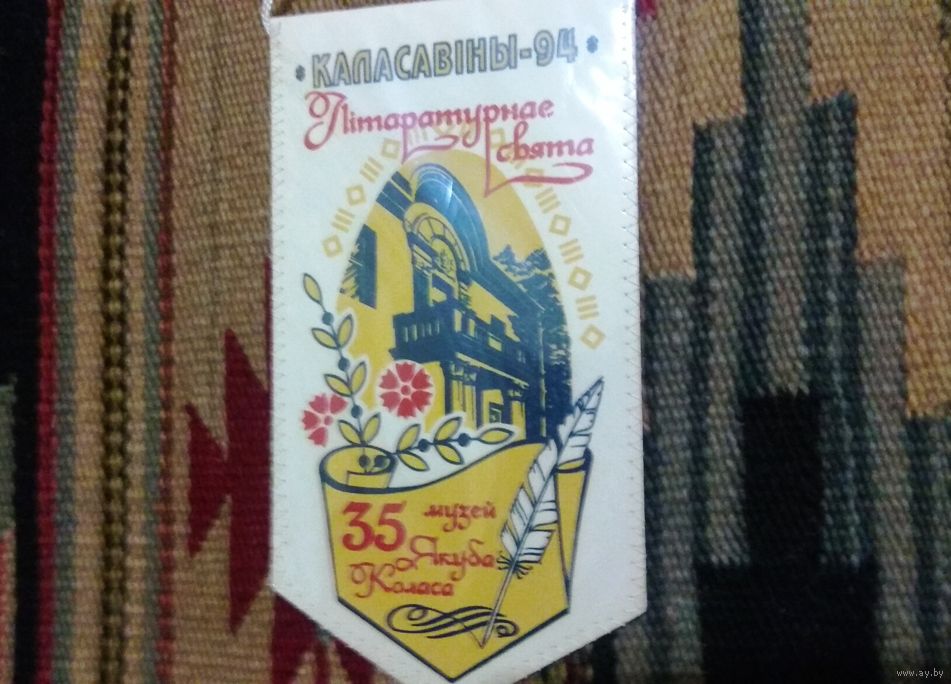 • КАЛАСАВІНЫ-94 •
Літаратурнае
свята
35 музей
Якуба
Коласа
www.ay.by